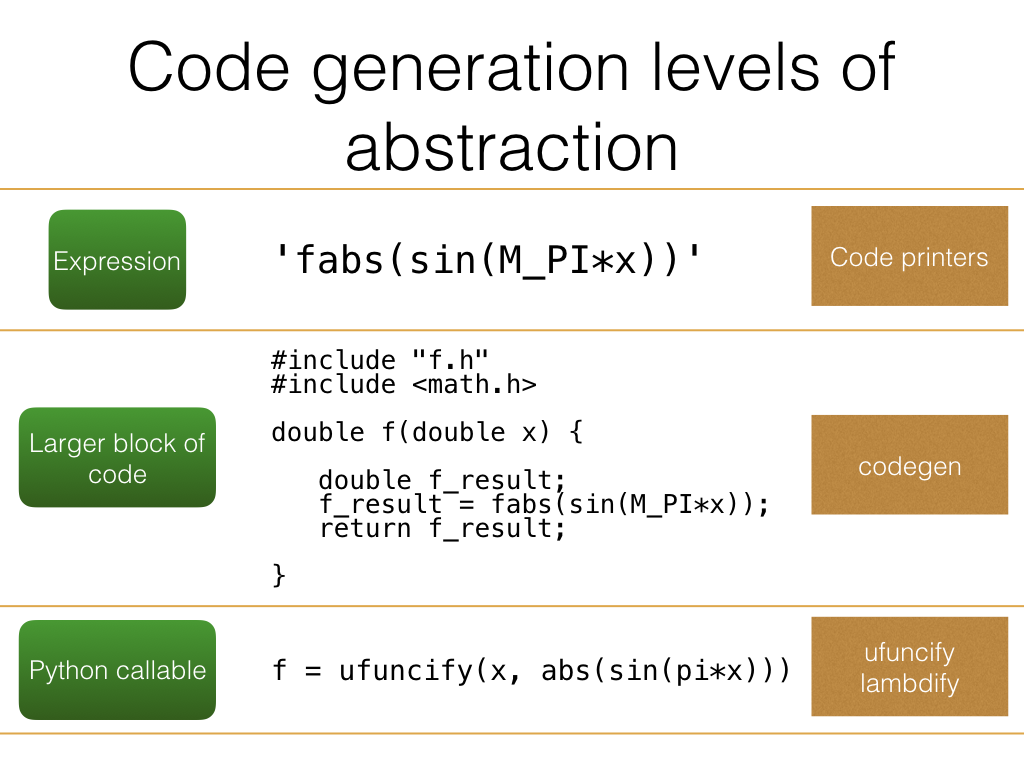 Code generation levels of
abstraction
Expression
'fabs(sin(M_PI*x))'
Code printers
Larger block of
code
#include "f.h"
#include <math.h>
double f(double x) {
   double f_result;
   f_result = fabs(sin(M_PI*x));
   return f_result;
}
codegen
Python callable
f = ufuncify(x, abs(sin(pi*x)))
ufuncify
lambdify